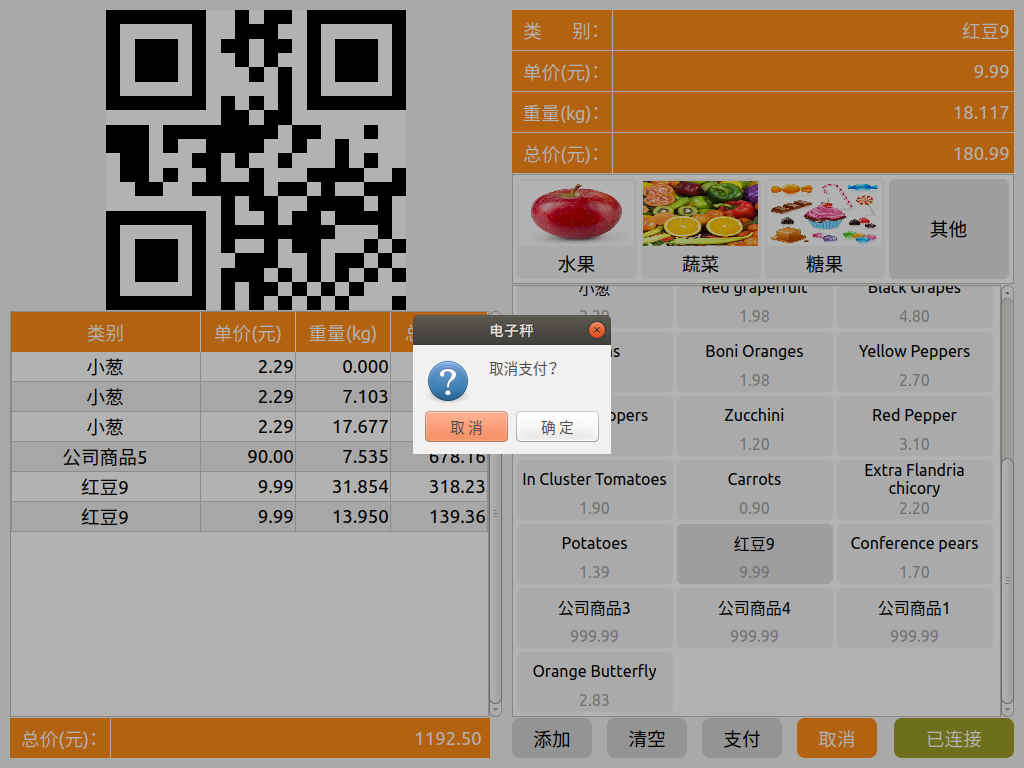 类 别： 红豆9
单价(元)： 9.99
重量(kg)： 18.117
总价(元)： 180.99
水果 蔬菜 糖果 其他
小葱 Red grapefruit Black Grapes
2.29 1.98 4.80
Boni Oranges Yellow Peppers
1.98 2.70
Zucchini Red Pepper
1.20 3.10
In Cluster Tomatoes Carrots Extra Flandria chicory
1.90 0.90 2.20
Potatoes 红豆9 Conference pears
1.39 9.99 1.70
公司商品3 公司商品4 公司商品1
999.99 999.99 999.99
Orange Butterfly
2.83
类别 单价(元) 重量(kg)
小葱 2.29 0.000
小葱 2.29 7.103
小葱 2.29 17.677
公司商品5 90.00 7.535 678.16
红豆9 9.99 31.854 318.23
红豆9 9.99 13.950 139.36
电子秤
取消支付？
取消 确定
总价(元)： 1192.50
添加 清空 支付 取消 已连接